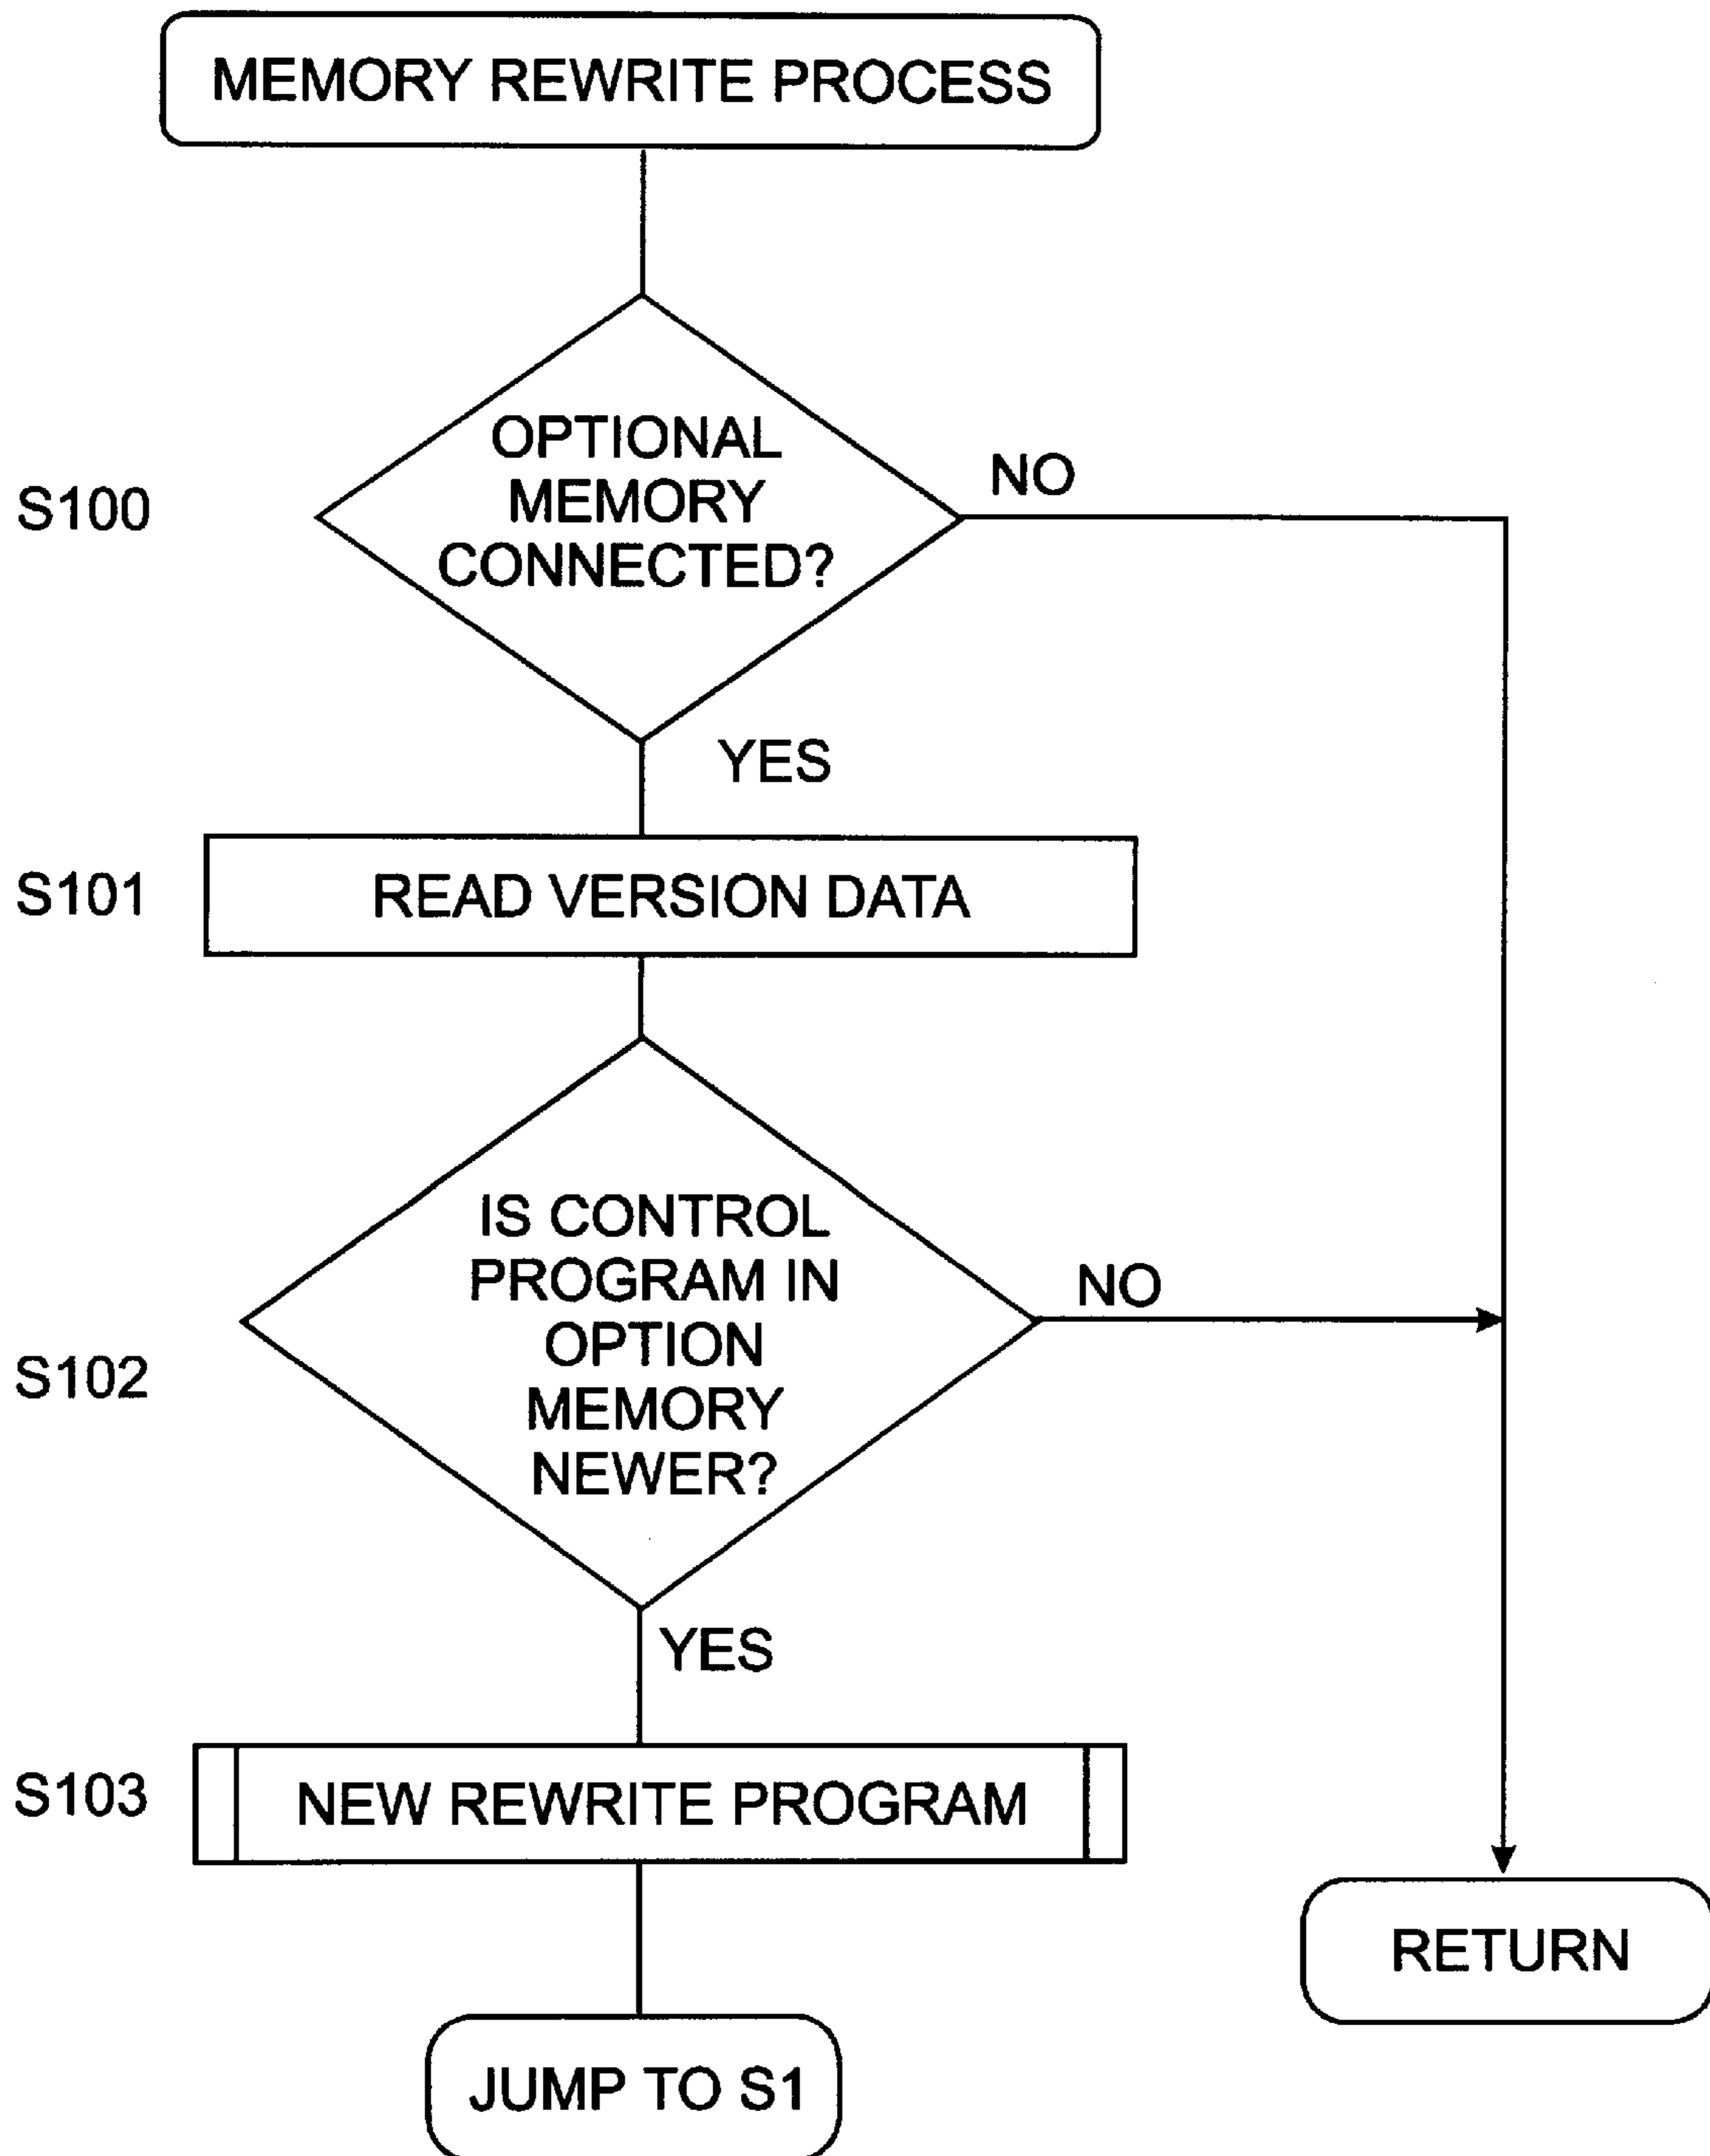 MEMORY REWRITE PROCESS
S100
OPTIONAL
MEMORY
CONNECTED?
NO
YES
S101
READ VERSION DATA
S102
IS CONTROL
PROGRAM IN
OPTION
MEMORY
NEWER?
NO
YES
S103
NEW REWRITE PROGRAM
RETURN
JUMP TO S1